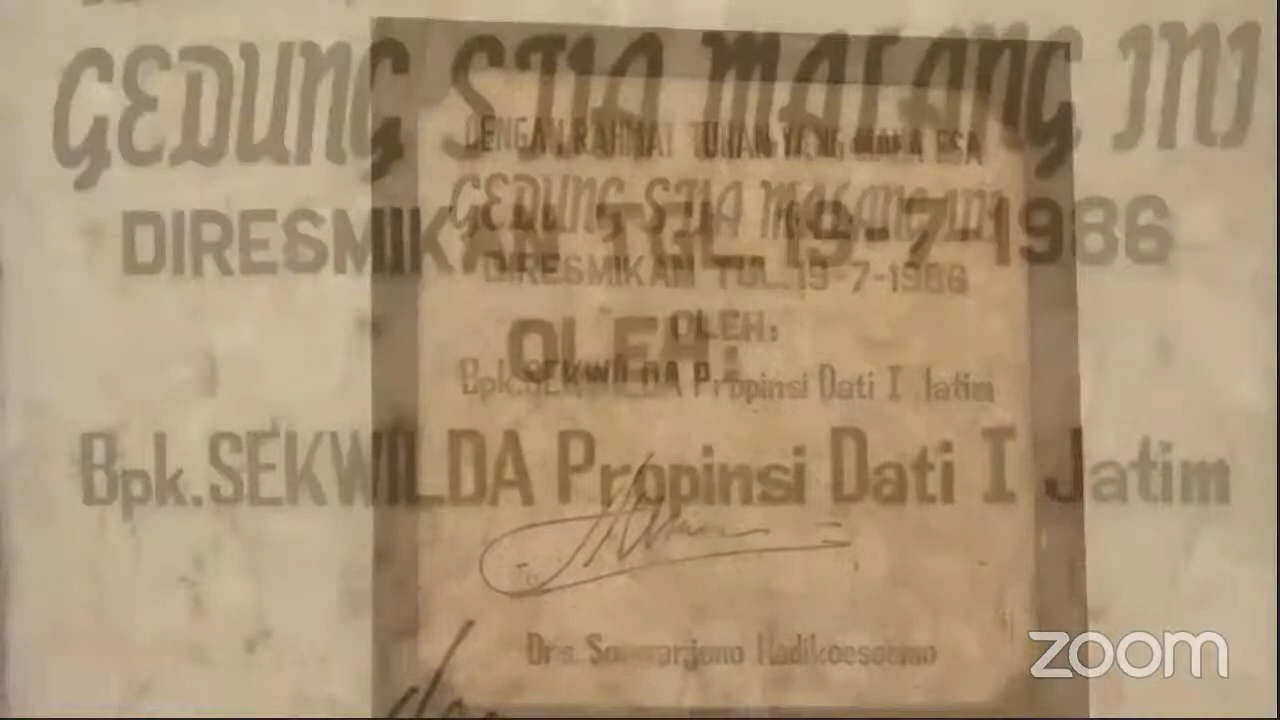 GEDUNG STIA MALANG INI
DIRESMIKAN TGL 19-7-1986
OLEH:
Bpk.SEKWILDA Propinsi Dati I Jatim
DENGAN RAHMAT TUHAN YANG MAHA ESA
GEDUNG STIA MALANG INI
DIRESMIKAN TGL.19-7-1986
OLEH:
Bpk.SEKWILDA Propinsi Dati I Jatim
Drs. Hadikoesoemo
zoom